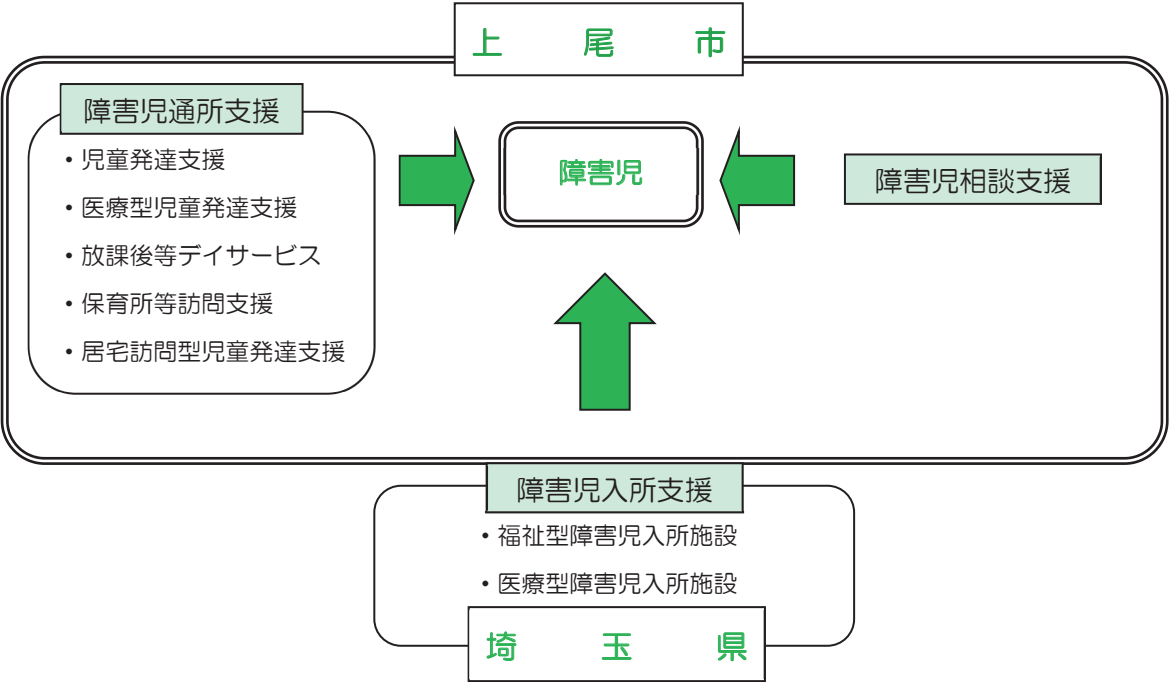 上尾市
障害児通所支援
・児童発達支援
・医療型児童発達支援
・放課後等デイサービス
・保育所等訪問支援
・居宅訪問型児童発達支援
障害児
障害児相談支援
障害児入所支援
・福祉型障害児入所施設
・医療型障害児入所施設
埼玉県